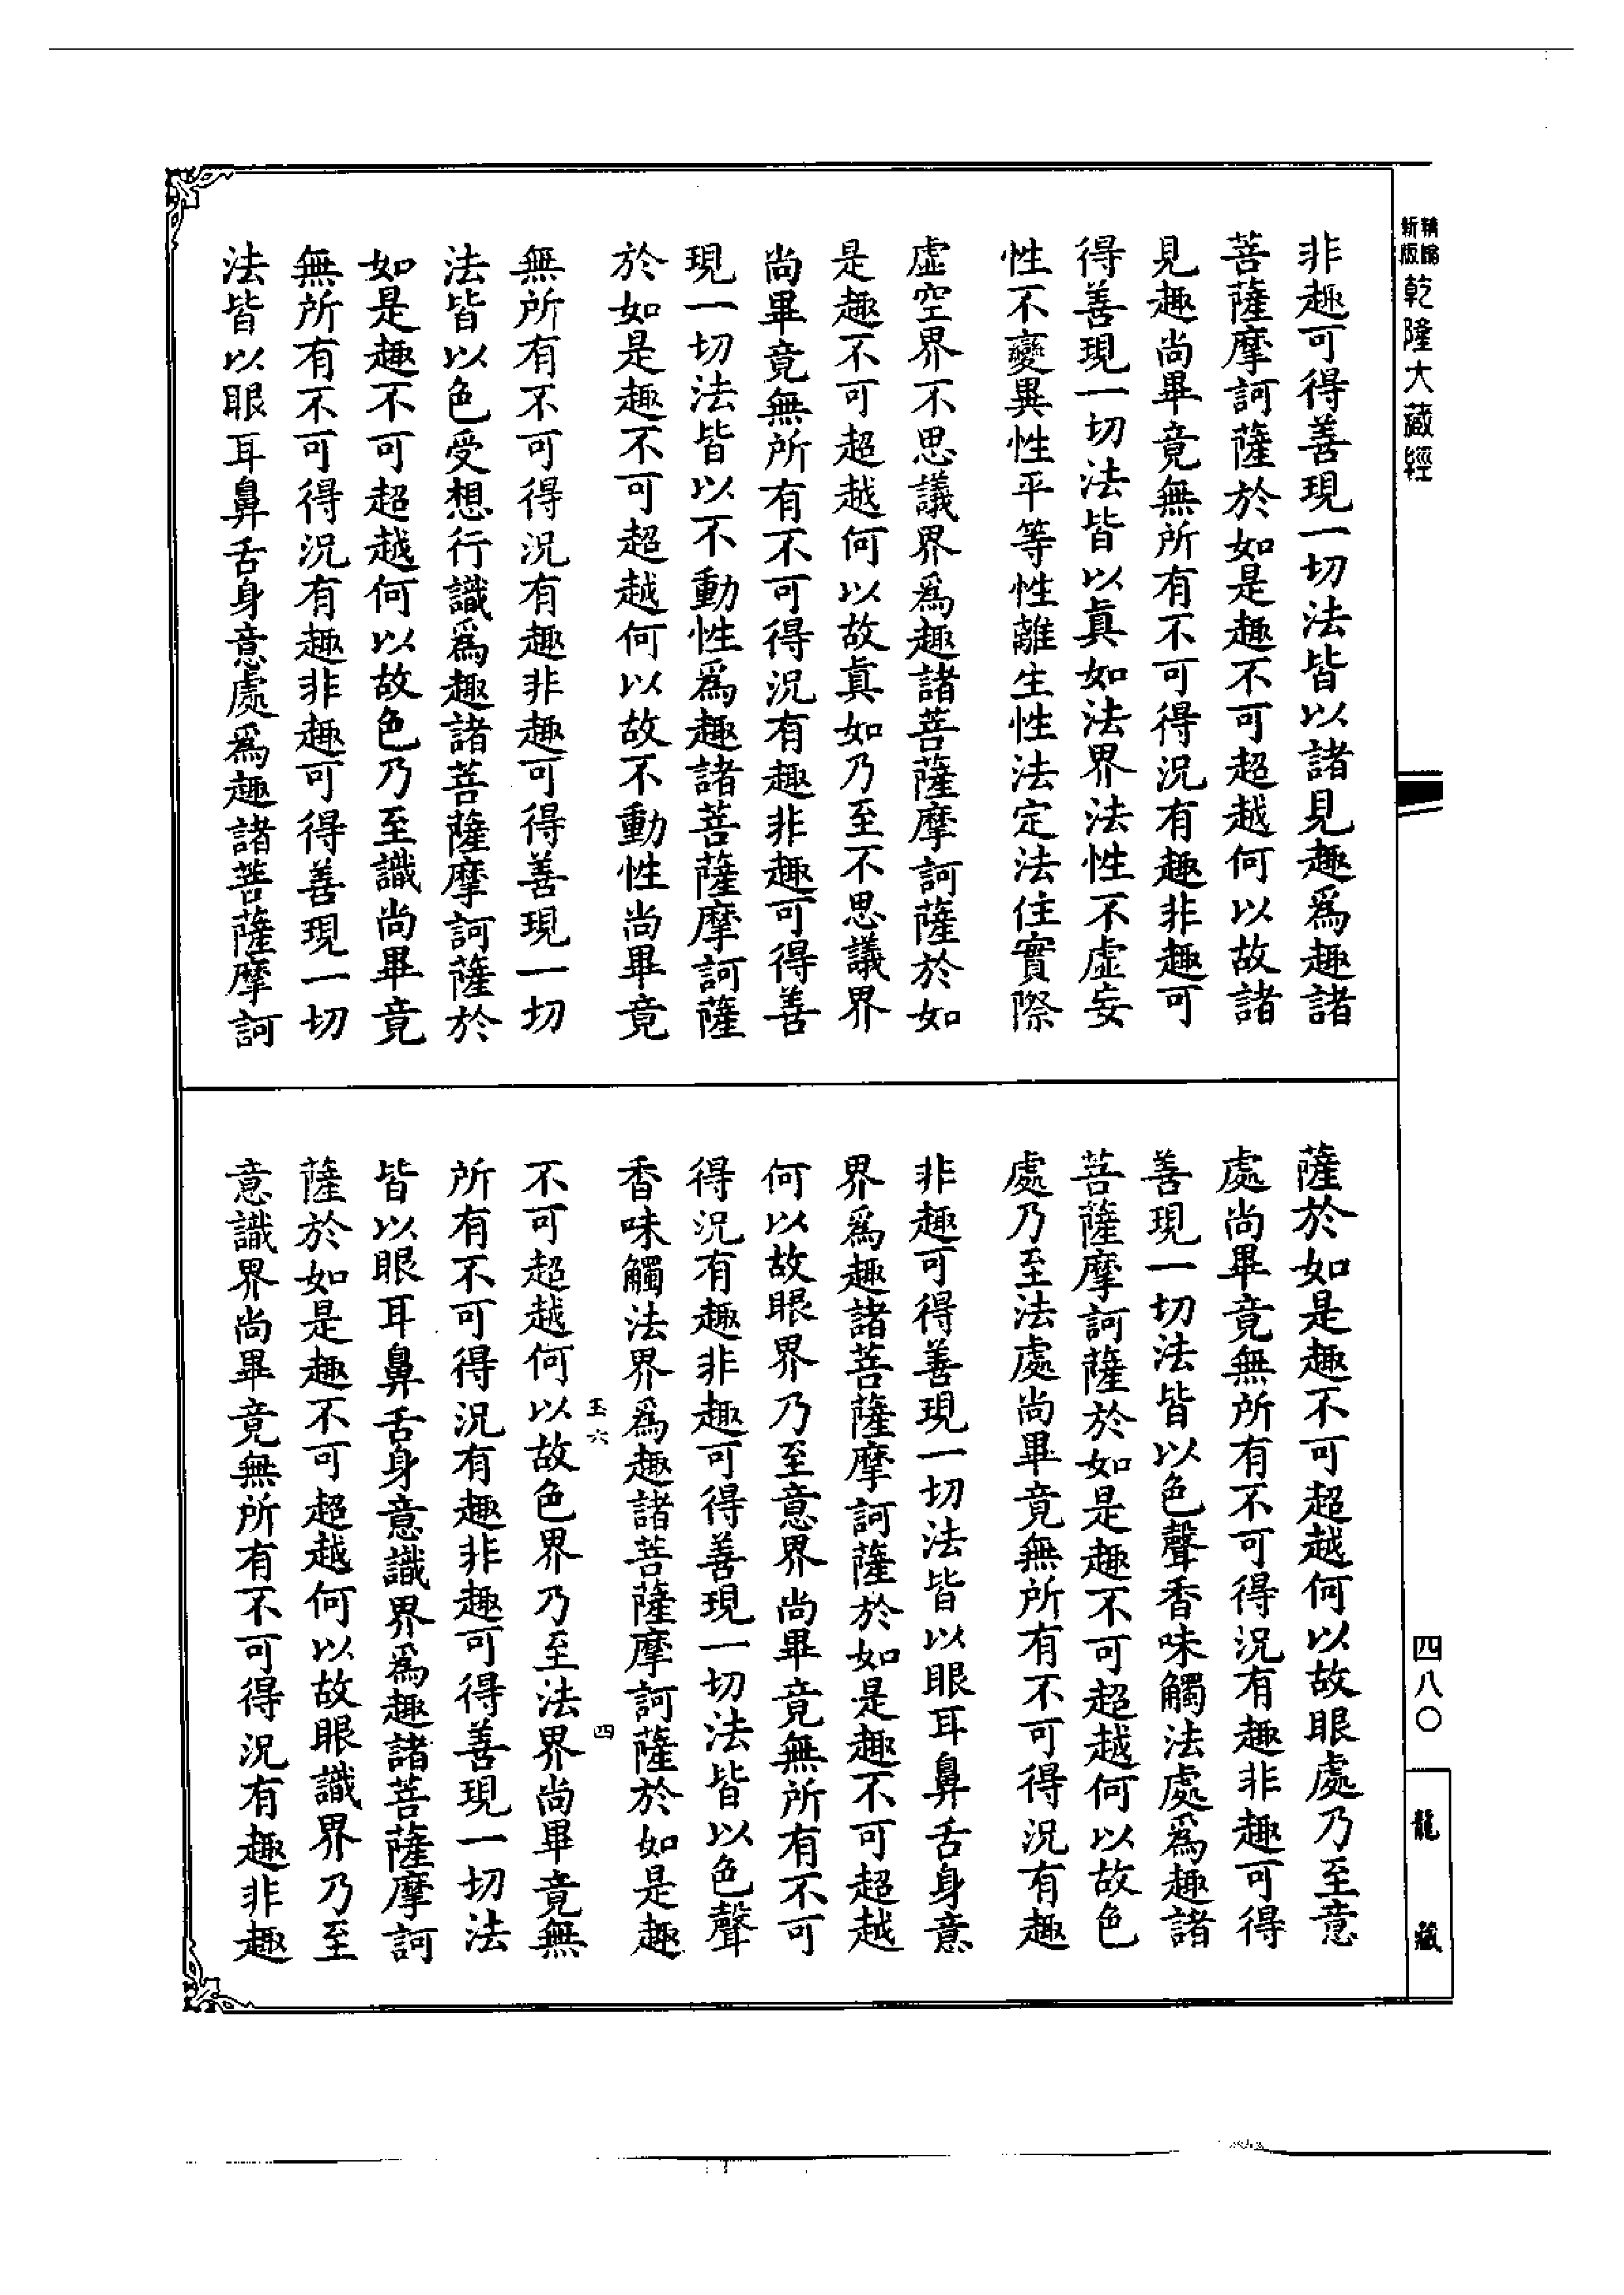 新版精縮乾隆大藏經
非趣可得善現一切法皆以諸見趣爲趣諸
菩薩摩訶薩於如是趣不可超越何以故諸
見趣尚畢竟無所有不可得況有趣非趣可
得善現一切法皆以真如法界法性不虛妄
性不變異性平等性離生性法定法住實際
虛空界不思議界爲趣諸菩薩摩訶薩於如
是趣不可超越何以故真如乃至不思議界
尚畢竟無所有不可得況有趣非趣可得善
現一切法皆以不動性爲趣諸菩薩摩訶薩
於如是趣不可超越何以故不動性尚畢竟
無所有不可得況有趣非趣可得善現一切
法皆以色受想行識爲趣諸菩薩摩訶薩於
如是趣不可超越何以故色乃至識尚畢竟
無所有不可得況有趣非趣可得善現一切
法皆以眼耳鼻舌身意處爲趣諸菩薩摩訶
薩於如是趣不可超越何以故眼處乃至意
處尚畢竟無所有不可得況有趣非趣可得
善現一切法皆以色聲香味觸法處爲趣諸
菩薩摩訶薩於如是趣不可超越何以故色
處乃至法處尚畢竟無所有不可得況有趣
非趣可得善現一切法皆以眼耳鼻舌身意
界爲趣諸菩薩摩訶薩於如是趣不可超越
何以故眼界乃至意界尚畢竟無所有不可
得況有趣非趣可得善現一切法皆以色聲
香味觸法界爲趣諸菩薩摩訶薩於如是趣
玉六 四
不可超越何以故色界乃至法界尚畢竟無
所有不可得況有趣非趣可得善現一切法
皆以眼耳鼻舌身意識界爲趣諸菩薩摩訶
薩於如是趣不可超越何以故眼識界乃至
意識界尚畢竟無所有不可得況有趣非趣
四八〇
龍藏